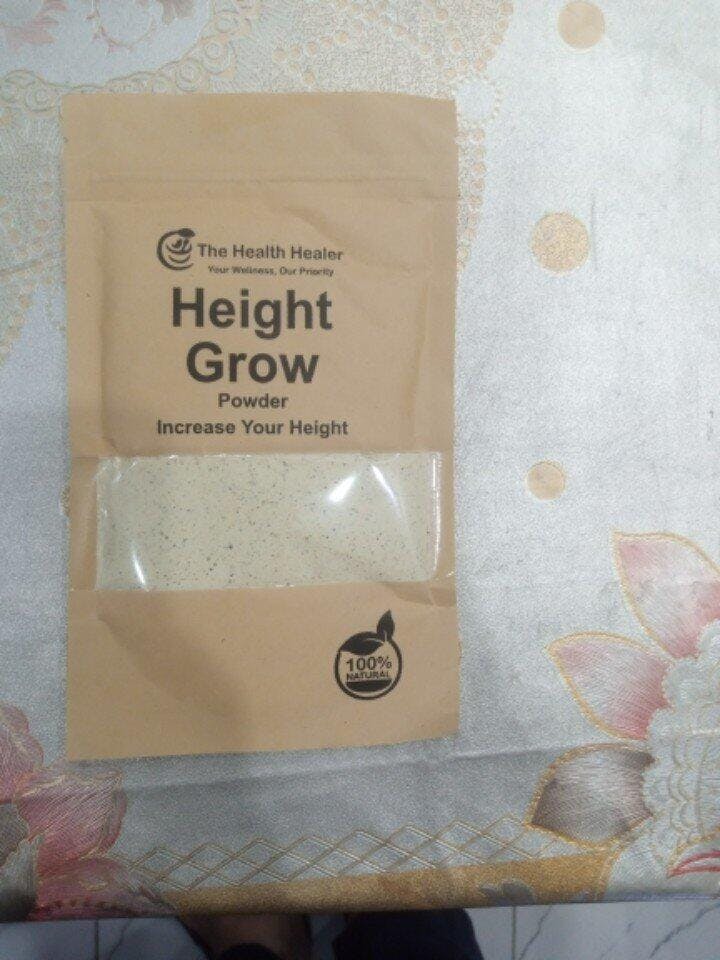 The Health Healer
Your Wellness, Our Priority
Height
Grow
Powder
Increase Your Height
100%
NATURAL